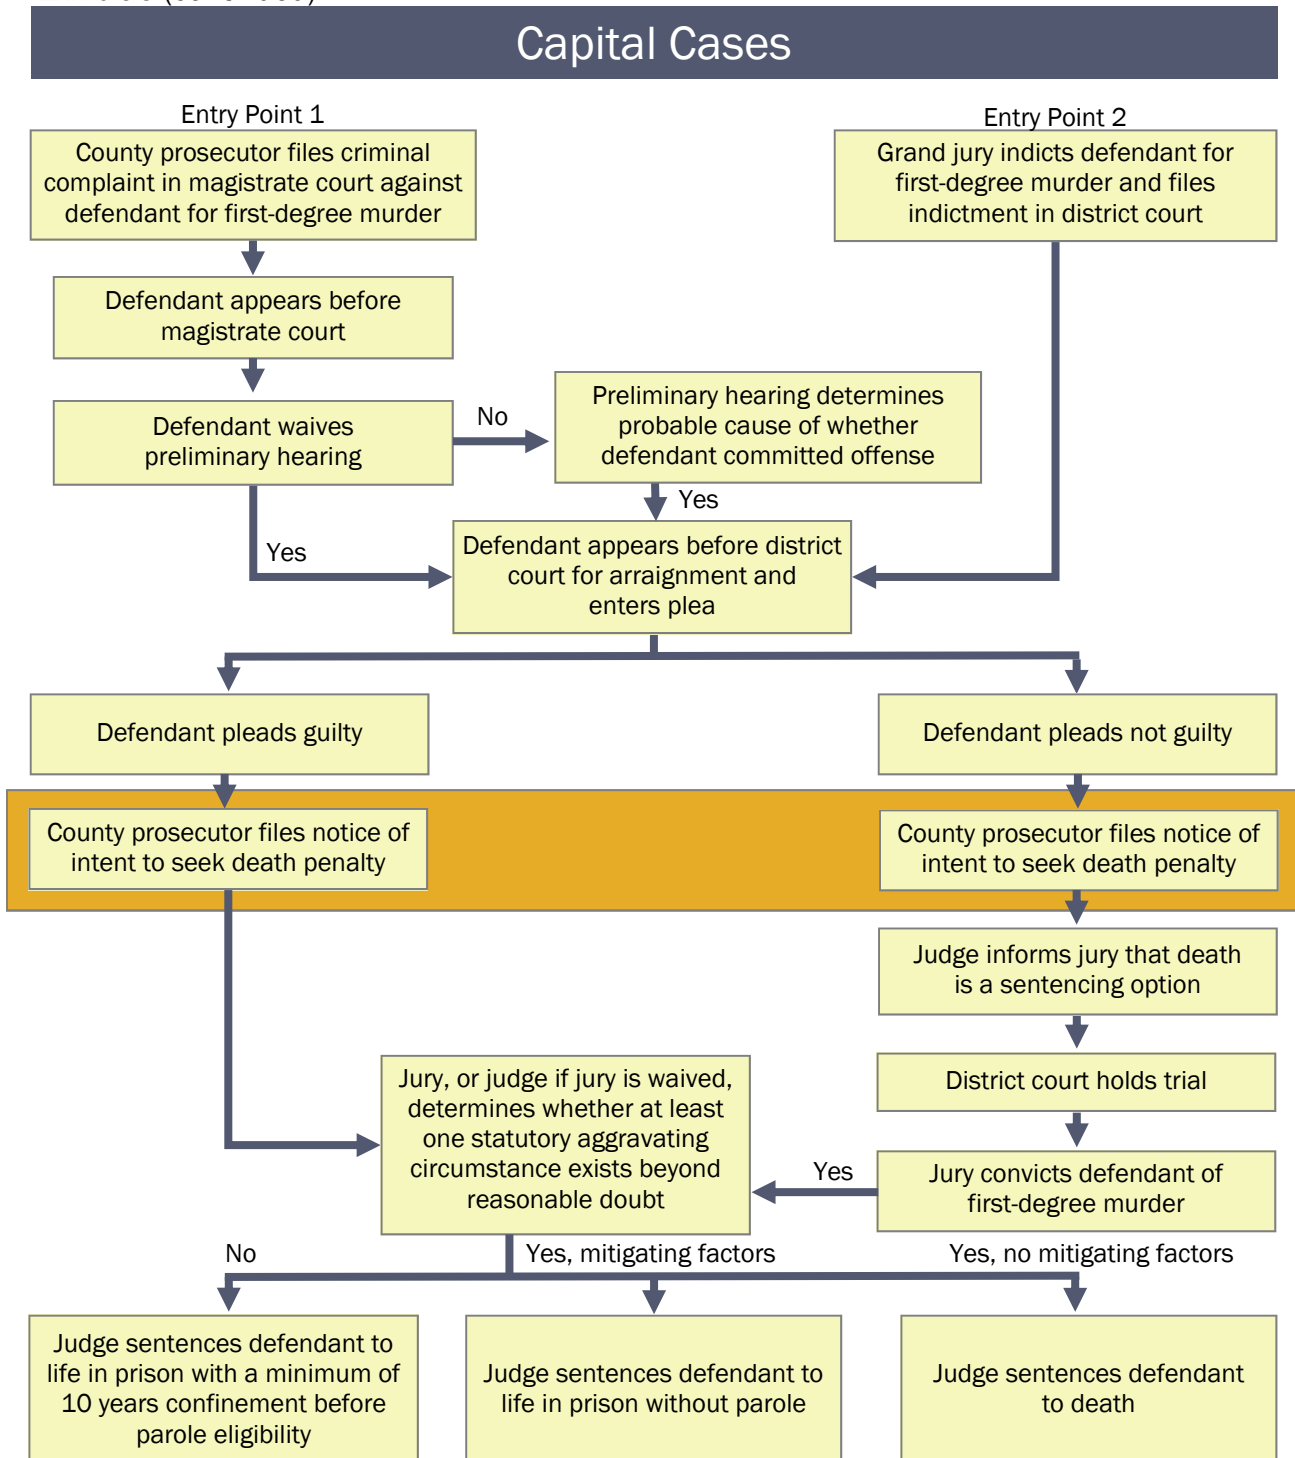 Capital Cases
Entry Point 1
County prosecutor files criminal
complaint in magistrate court against
defendant for first-degree murder
Entry Point 2
Grand jury indicts defendant for
first-degree murder and files
indictment in district court
Defendant appears before
magistrate court
Defendant waives
preliminary hearing
No
Preliminary hearing determines
probable cause of whether
defendant committed offense
Yes
Yes
Defendant appears before district
court for arraignment and
enters plea
Defendant pleads guilty
Defendant pleads not guilty
County prosecutor files notice of
intent to seek death penalty
County prosecutor files notice of
intent to seek death penalty
Judge informs jury that death
is a sentencing option
District court holds trial
Jury, or judge if jury is waived,
determines whether at least
one statutory aggravating
circumstance exists beyond
reasonable doubt
Yes
Jury convicts defendant of
first-degree murder
No
Yes, mitigating factors
Yes, no mitigating factors
Judge sentences defendant to
life in prison with a minimum of
10 years confinement before
parole eligibility
Judge sentences defendant to
life in prison without parole
Judge sentences defendant
to death